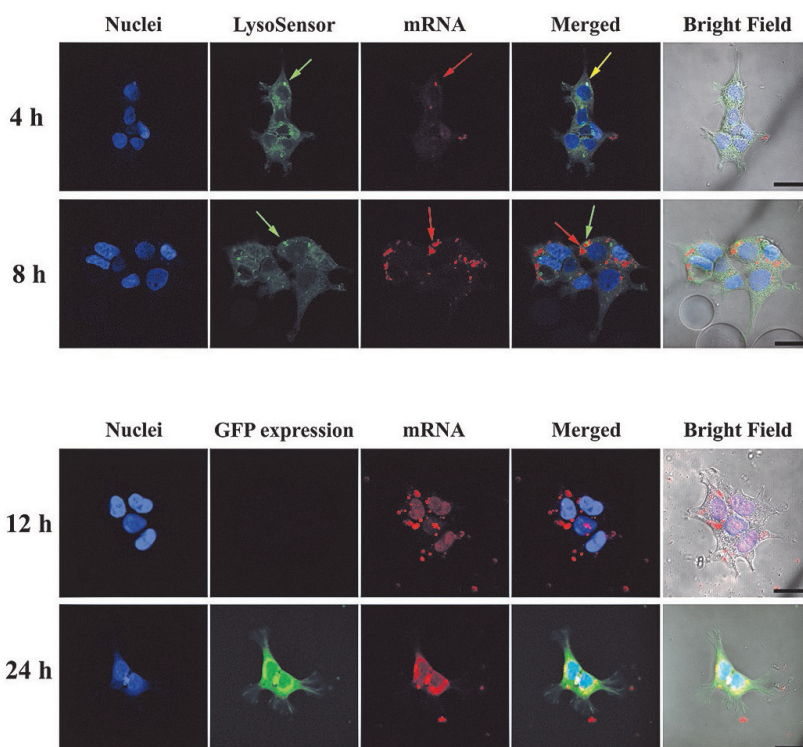 Nuclei LysoSensor mRNA Merged Bright Field
4 h
8 h
Nuclei GFP expression mRNA Merged Bright Field
12 h
24 h